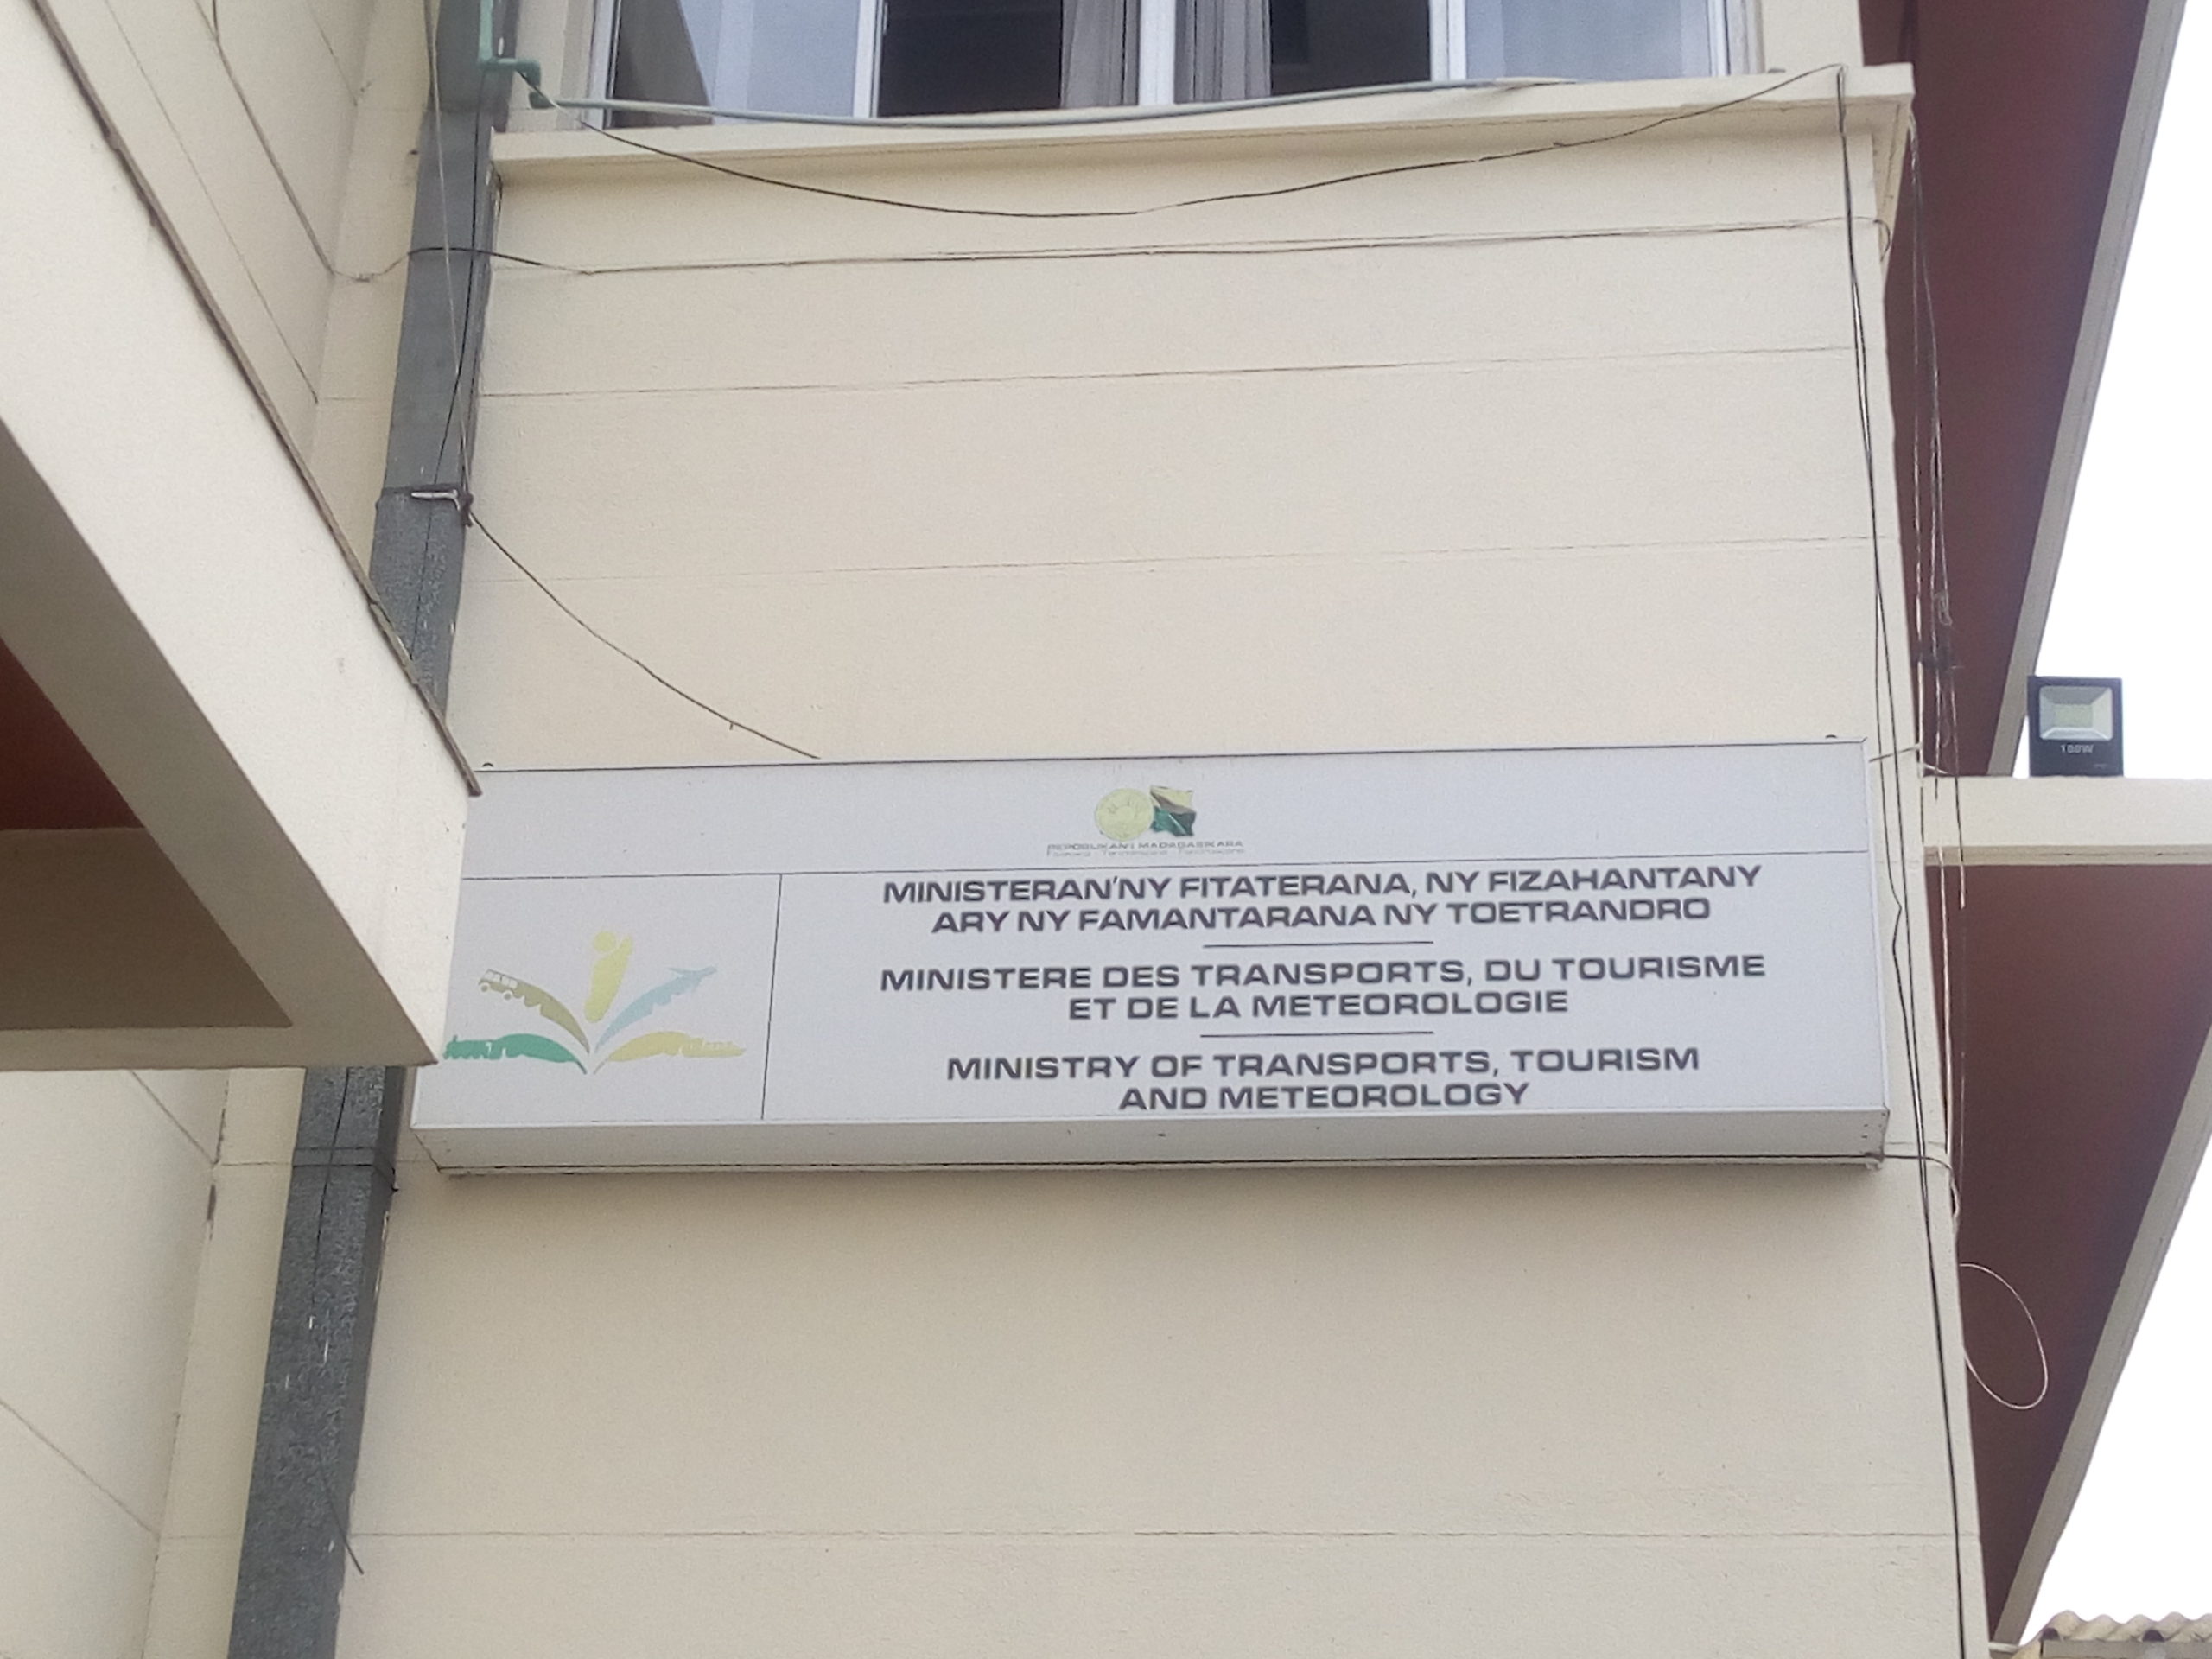 REPOBLIKAN'I MADAGASIKARA
MINISTERAN'NY FITATERANA, NY FIZAHANTANY
ARY NY FAMANTARANA NY TOETRANDRO
MINISTERE DES TRANSPORTS, DU TOURISME
ET DE LA METEOROLOGIE
MINISTRY OF TRANSPORTS, TOURISM
AND METEOROLOGY
100W